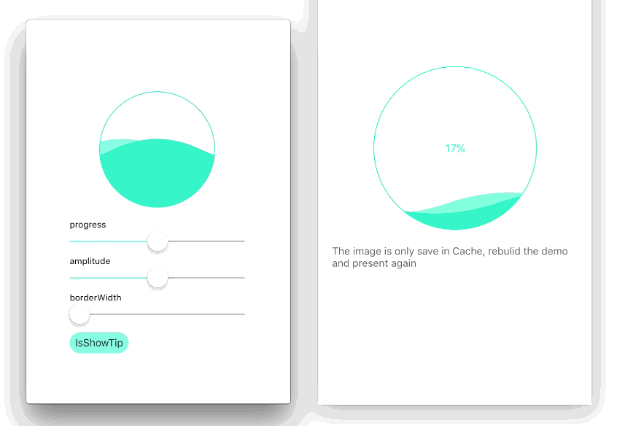 progress
amplitude
borderWidth
IsShowTip
17%
The image is only save in Cache, rebulid the demo
and present again